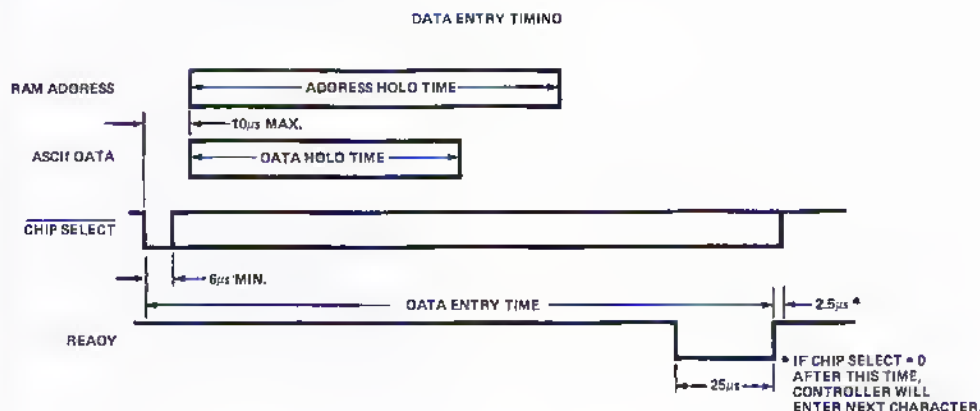 DATA ENTRY TIMING
RAM ADDRESS
ADDRESS HOLD TIME
10μs MAX.
ASCII DATA
DATA HOLD TIME
CHIP SELECT
6μs MIN.
DATA ENTRY TIME
2.5μs *
READY
25μs
* IF CHIP SELECT = 0
AFTER THIS TIME,
CONTROLLER WILL
ENTER NEXT CHARACTER